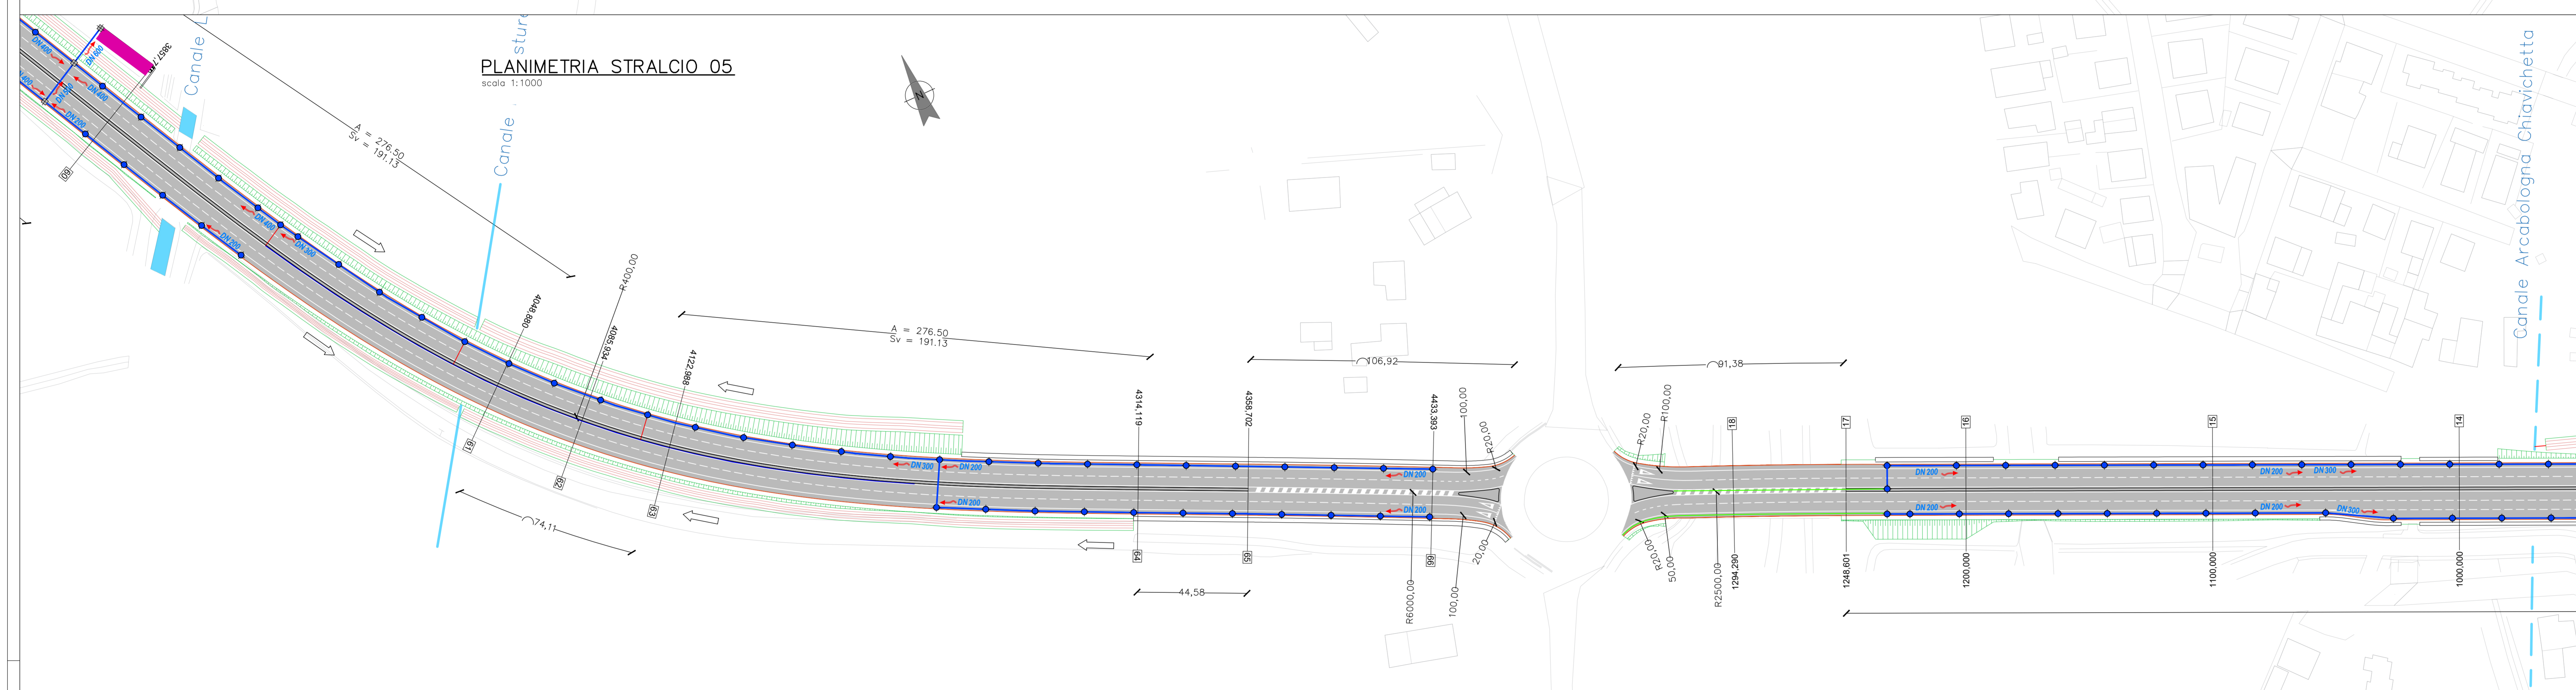 PLANIMETRIA STRALCIO 05
scala 1:1000
N
Canale L
Canale
asture
Canale Arcabologna Chiavichetta
DN 400
DN 600
DN 400
DN 200
60
A = 276.50
Sv = 191.13
DN 400
DN 300
DN 200
4048,880
R400,00
4085,934
4122,988
61
62
63
74,11
A = 276.50
Sv = 191.13
DN 300
DN 200
DN 200
4314,119
4358,702
4433,393
64
65
66
44,58
106,92
DN 200
DN 200
100,00
R20,00
R6000,00
100,00
20,00
91,38
R20,00
R100,00
R20,00
50,00
R2500,00
18
1294,290
17
1248,601
16
1200,000
15
1100,000
14
1000,000
DN 200
DN 200
DN 300
DN 200
DN 200
DN 300